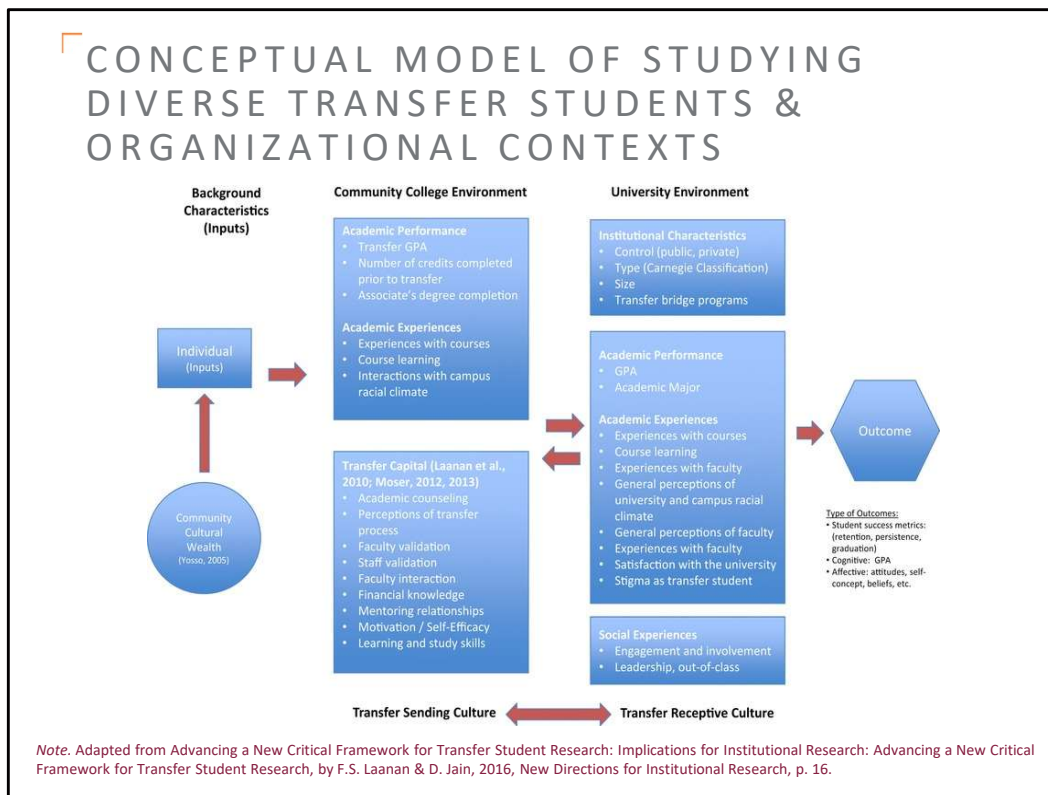 CONCEPTUAL MODEL OF STUDYING
DIVERSE TRANSFER STUDENTS &
ORGANIZATIONAL CONTEXTS
Background
Characteristics
(Inputs)
Individual
(Inputs)
Community
Cultural
Wealth
(Yosso, 2005)
Community College Environment
Academic Performance
• Transfer GPA
• Number of credits completed
prior to transfer
• Associate's degree completion
Academic Experiences
• Experiences with courses
• Course learning
• Interactions with campus
racial climate
Transfer Capital (Laanan et al.,
2010; Moser, 2012, 2013)
• Academic counseling
• Perceptions of transfer
process
• Faculty validation
• Staff validation
• Faculty interaction
• Financial knowledge
• Mentoring relationships
• Motivation / Self-Efficacy
• Learning and study skills
University Environment
Institutional Characteristics
• Control (public, private)
• Type (Carnegie Classification)
• Size
• Transfer bridge programs
Academic Performance
• GPA
• Academic Major
Academic Experiences
• Experiences with courses
• Course learning
• Experiences with faculty
• General perceptions of
university and campus racial
climate
• General perceptions of faculty
• Experiences with faculty
• Satisfaction with the university
• Stigma as transfer student
Social Experiences
• Engagement and involvement
• Leadership, out-of-class
Outcome
Type of Outcomes:
• Student success metrics:
(retention, persistence,
graduation)
• Cognitive: GPA
• Affective: attitudes, self-
concept, beliefs, etc.
Transfer Sending Culture
Transfer Receptive Culture
Note. Adapted from Advancing a New Critical Framework for Transfer Student Research: Implications for Institutional Research: Advancing a New Critical
Framework for Transfer Student Research, by F.S. Laanan & D. Jain, 2016, New Directions for Institutional Research, p. 16.